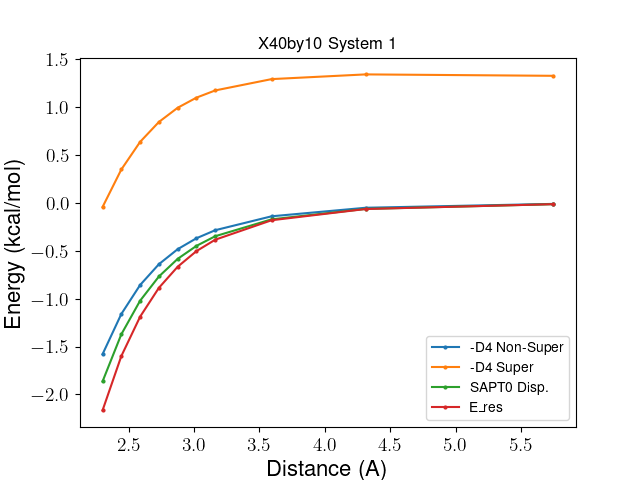 X40by10 System 1
1.5
1.0
0.5
0.0
−0.5
−1.0
−1.5
−2.0
Energy (kcal/mol)
-D4 Non-Super
-D4 Super
SAPT0 Disp.
E_res
2.5 3.0 3.5 4.0 4.5 5.0 5.5
Distance (A)